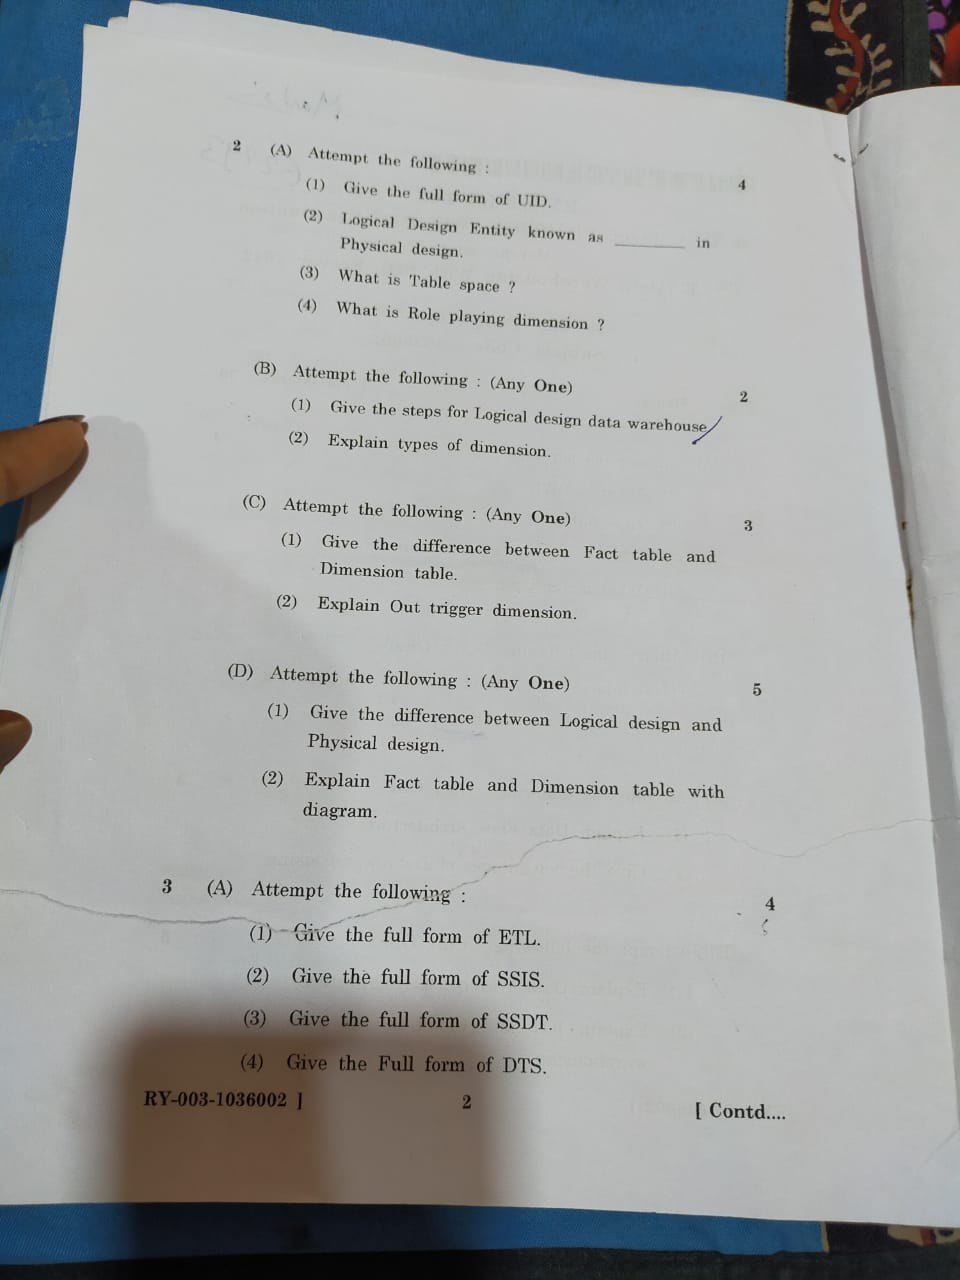 2 (A) Attempt the following : 4
(1) Give the full form of UID.
(2) Logical Design Entity known as ________ in
Physical design.
(3) What is Table space ?
(4) What is Role playing dimension ?
(B) Attempt the following : (Any One) 2
(1) Give the steps for Logical design data warehouse
(2) Explain types of dimension.
(C) Attempt the following : (Any One) 3
(1) Give the difference between Fact table and
Dimension table.
(2) Explain Out trigger dimension.
(D) Attempt the following : (Any One) 5
(1) Give the difference between Logical design and
Physical design.
(2) Explain Fact table and Dimension table with
diagram.
3 (A) Attempt the following : 4
(1) Give the full form of ETL.
(2) Give the full form of SSIS.
(3) Give the full form of SSDT.
(4) Give the Full form of DTS.
RY-003-1036002 ] 2 [ Contd....